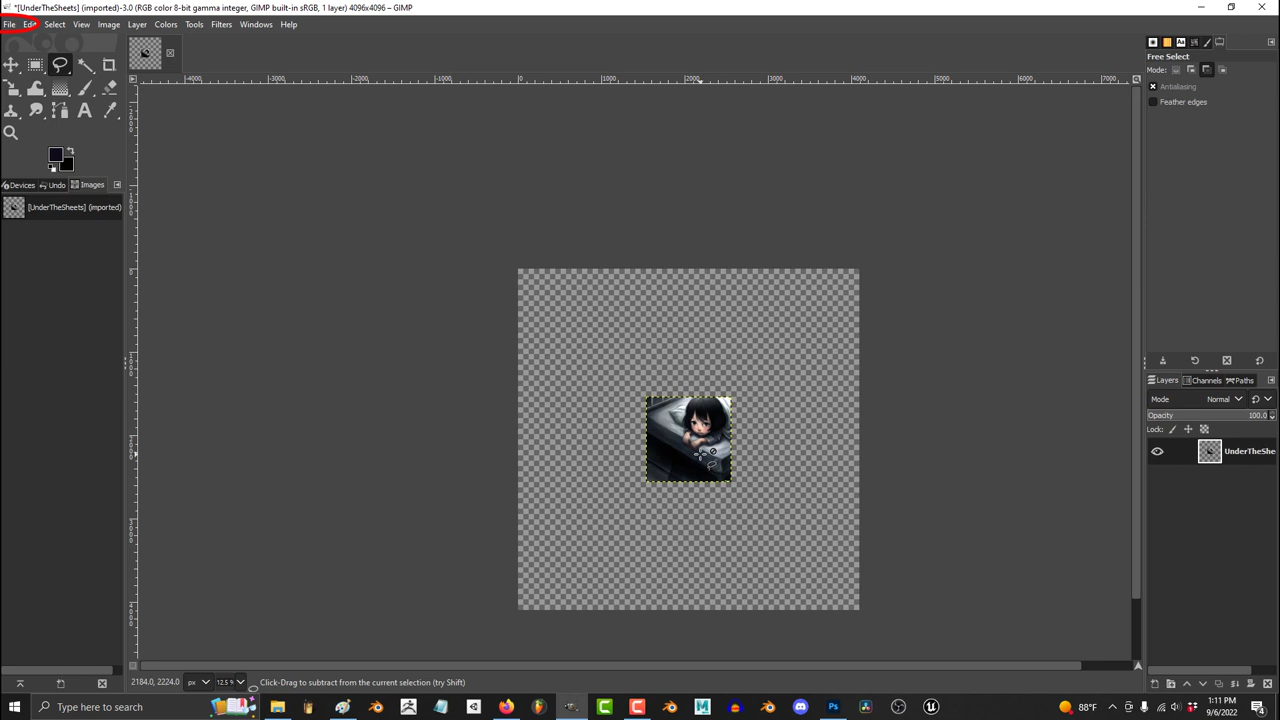 *[UnderTheSheets] (imported)-3.0 (RGB color 8-bit gamma integer, GIMP built-in sRGB, 1 layer) 4096x4096 – GIMP
File Edit Select View Image Layer Colors Tools Filters Windows Help
Free Select
Mode:
Antialiasing
Feather edges
Devices Undo Images
[UnderTheSheets] (imported)
Layers Channels Paths
Mode Normal
Opacity 100.0
Lock:
UnderTheShe
2184.0, 2224.0 px 12.5 % Click-Drag to subtract from the current selection (try Shift)
Type here to search
88°F
1:11 PM
9/6/2022